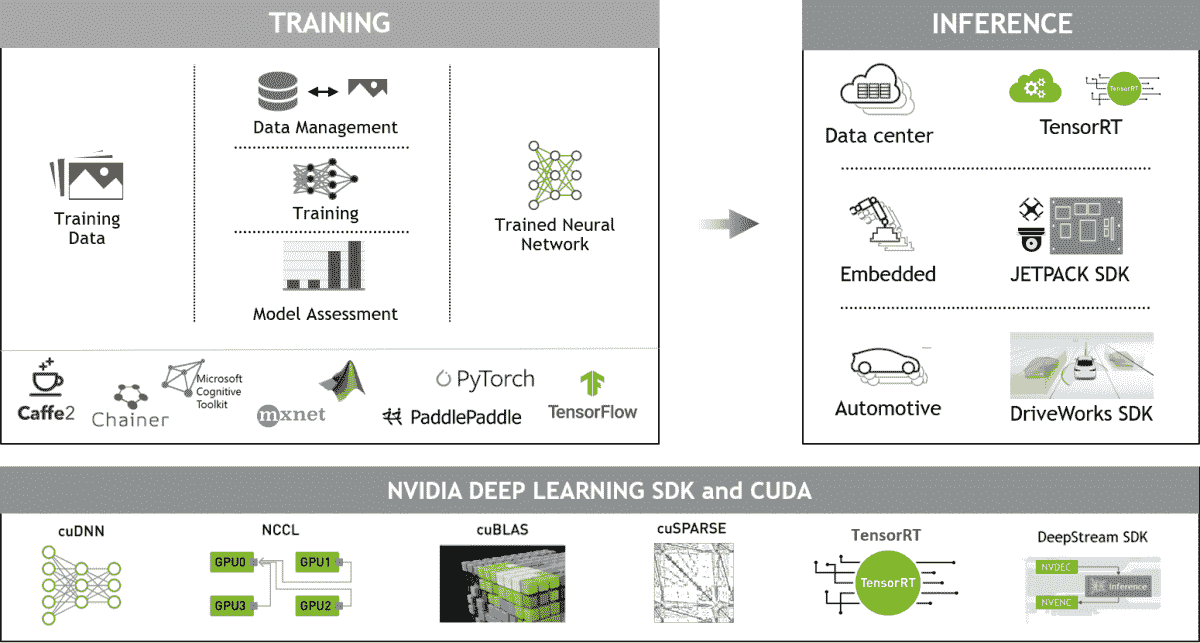 TRAINING
Training
Data
Data Management
Training
Model Assessment
Trained Neural
Network
Caffe2
Chainer
Microsoft
Cognitive
Toolkit
mxnet
PyTorch
PaddlePaddle
TensorFlow
INFERENCE
Data center
TensorRT
TensorRT
Embedded
JETPACK SDK
Automotive
DriveWorks SDK
NVIDIA DEEP LEARNING SDK and CUDA
cuDNN
NCCL
GPU0
GPU1
GPU3
GPU2
cuBLAS
cuSPARSE
TensorRT
TensorRT
DeepStream SDK
NVDEC
Inference
NVENC